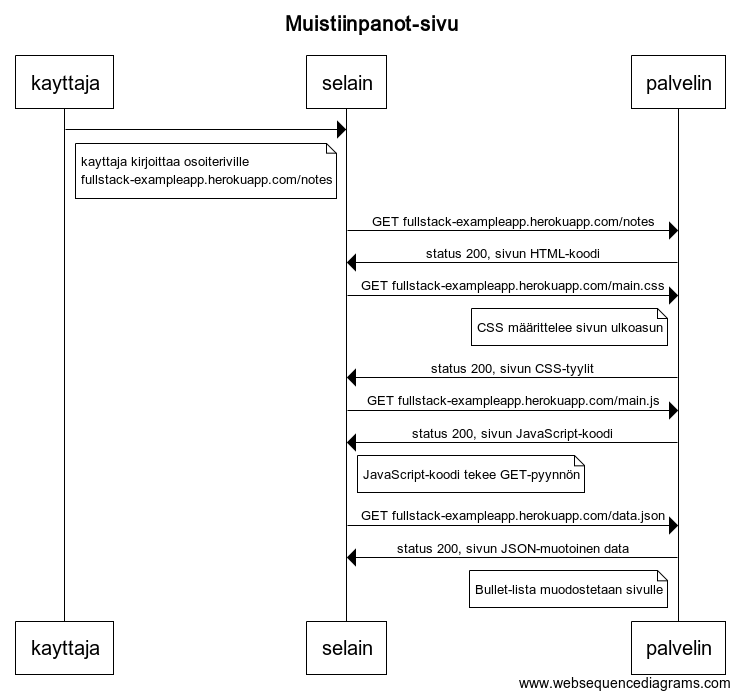 Muistiinpanot-sivu
kayttaja
selain
palvelin
kayttaja kirjoittaa osoiteriville
fullstack-exampleapp.herokuapp.com/notes
GET fullstack-exampleapp.herokuapp.com/notes
status 200, sivun HTML-koodi
GET fullstack-exampleapp.herokuapp.com/main.css
CSS määrittelee sivun ulkoasun
status 200, sivun CSS-tyylit
GET fullstack-exampleapp.herokuapp.com/main.js
status 200, sivun JavaScript-koodi
JavaScript-koodi tekee GET-pyynnön
GET fullstack-exampleapp.herokuapp.com/data.json
status 200, sivun JSON-muotoinen data
Bullet-lista muodostetaan sivulle
kayttaja
selain
palvelin
www.websequencediagrams.com